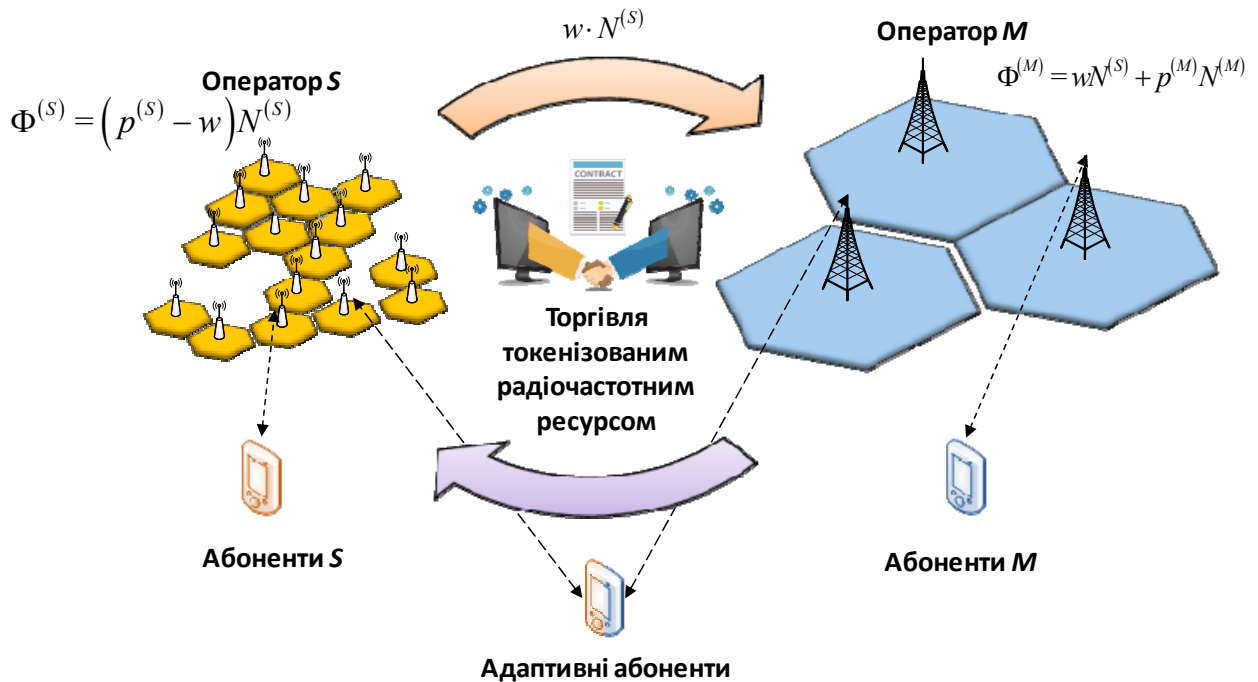 w · N^(S)
Оператор M
Φ^(M) = wN^(S) + p^(M) N^(M)
Оператор S
Φ^(S) = (p^(S) − w) N^(S)
CONTRACT
Торгівля
токенізованим
радіочастотним
ресурсом
Абоненти S
Абоненти M
Адаптивні абоненти